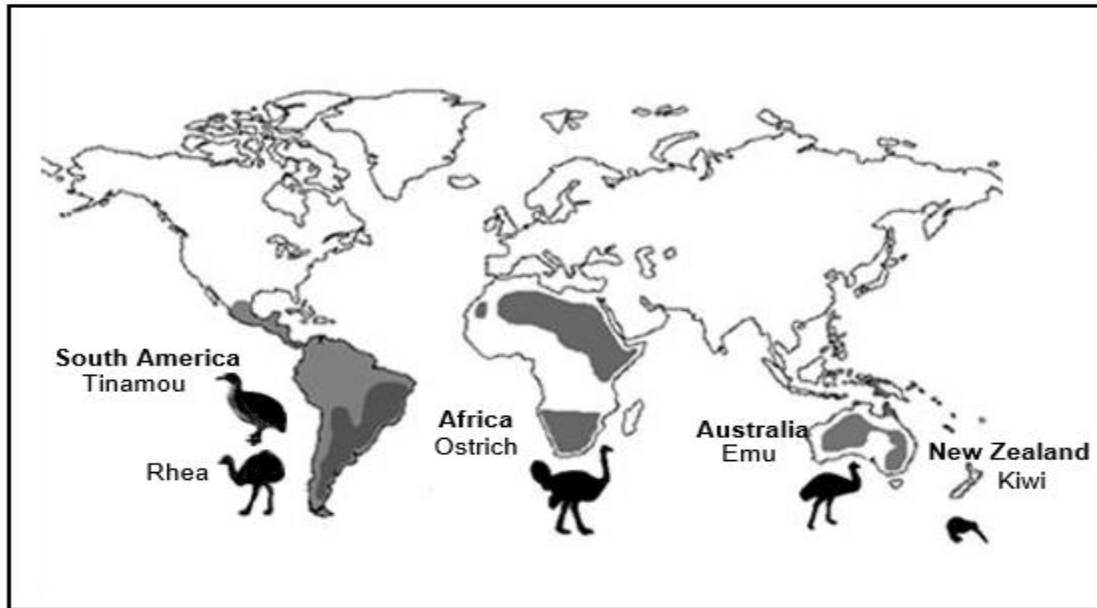 South America
Tinamou
Rhea
Africa
Ostrich
Australia
Emu
New Zealand
Kiwi